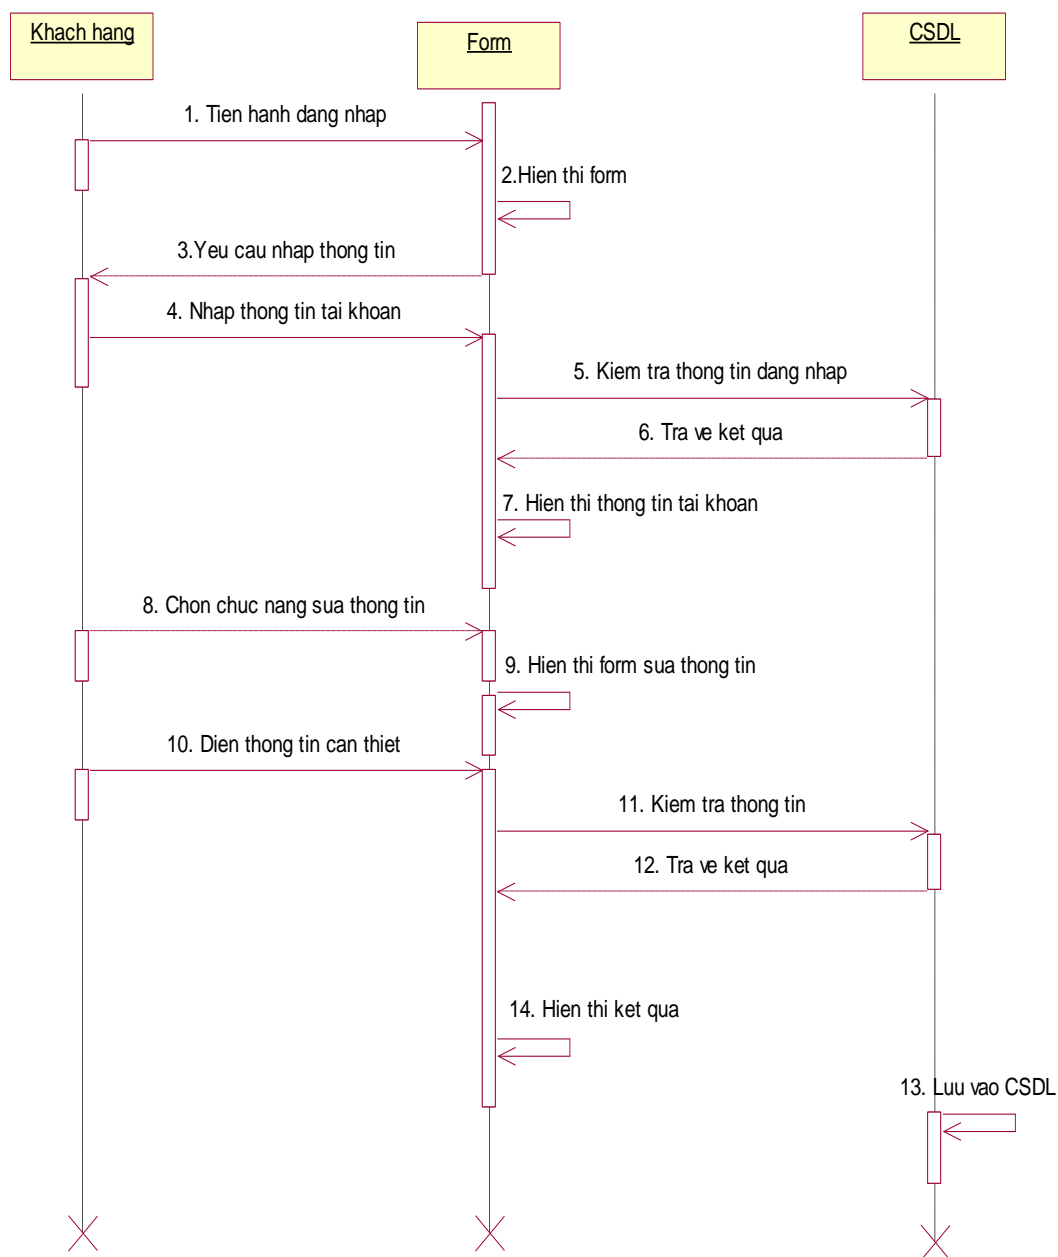 Khach hang
Form
CSDL
1. Tien hanh dang nhap
2.Hien thi form
3.Yeu cau nhap thong tin
4. Nhap thong tin tai khoan
5. Kiem tra thong tin dang nhap
6. Tra ve ket qua
7. Hien thi thong tin tai khoan
8. Chon chuc nang sua thong tin
9. Hien thi form sua thong tin
10. Dien thong tin can thiet
11. Kiem tra thong tin
12. Tra ve ket qua
14. Hien thi ket qua
13. Luu vao CSDL